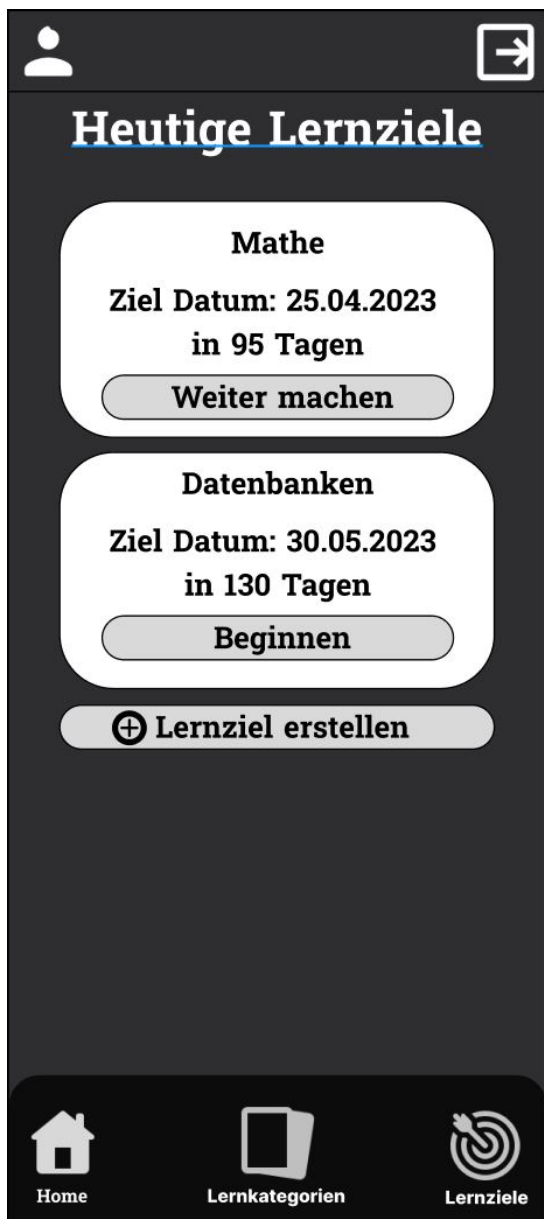 Heutige Lernziele
Mathe
Ziel Datum: 25.04.2023
in 95 Tagen
Weiter machen
Datenbanken
Ziel Datum: 30.05.2023
in 130 Tagen
Beginnen
Lernziel erstellen
Home
Lernkategorien
Lernziele